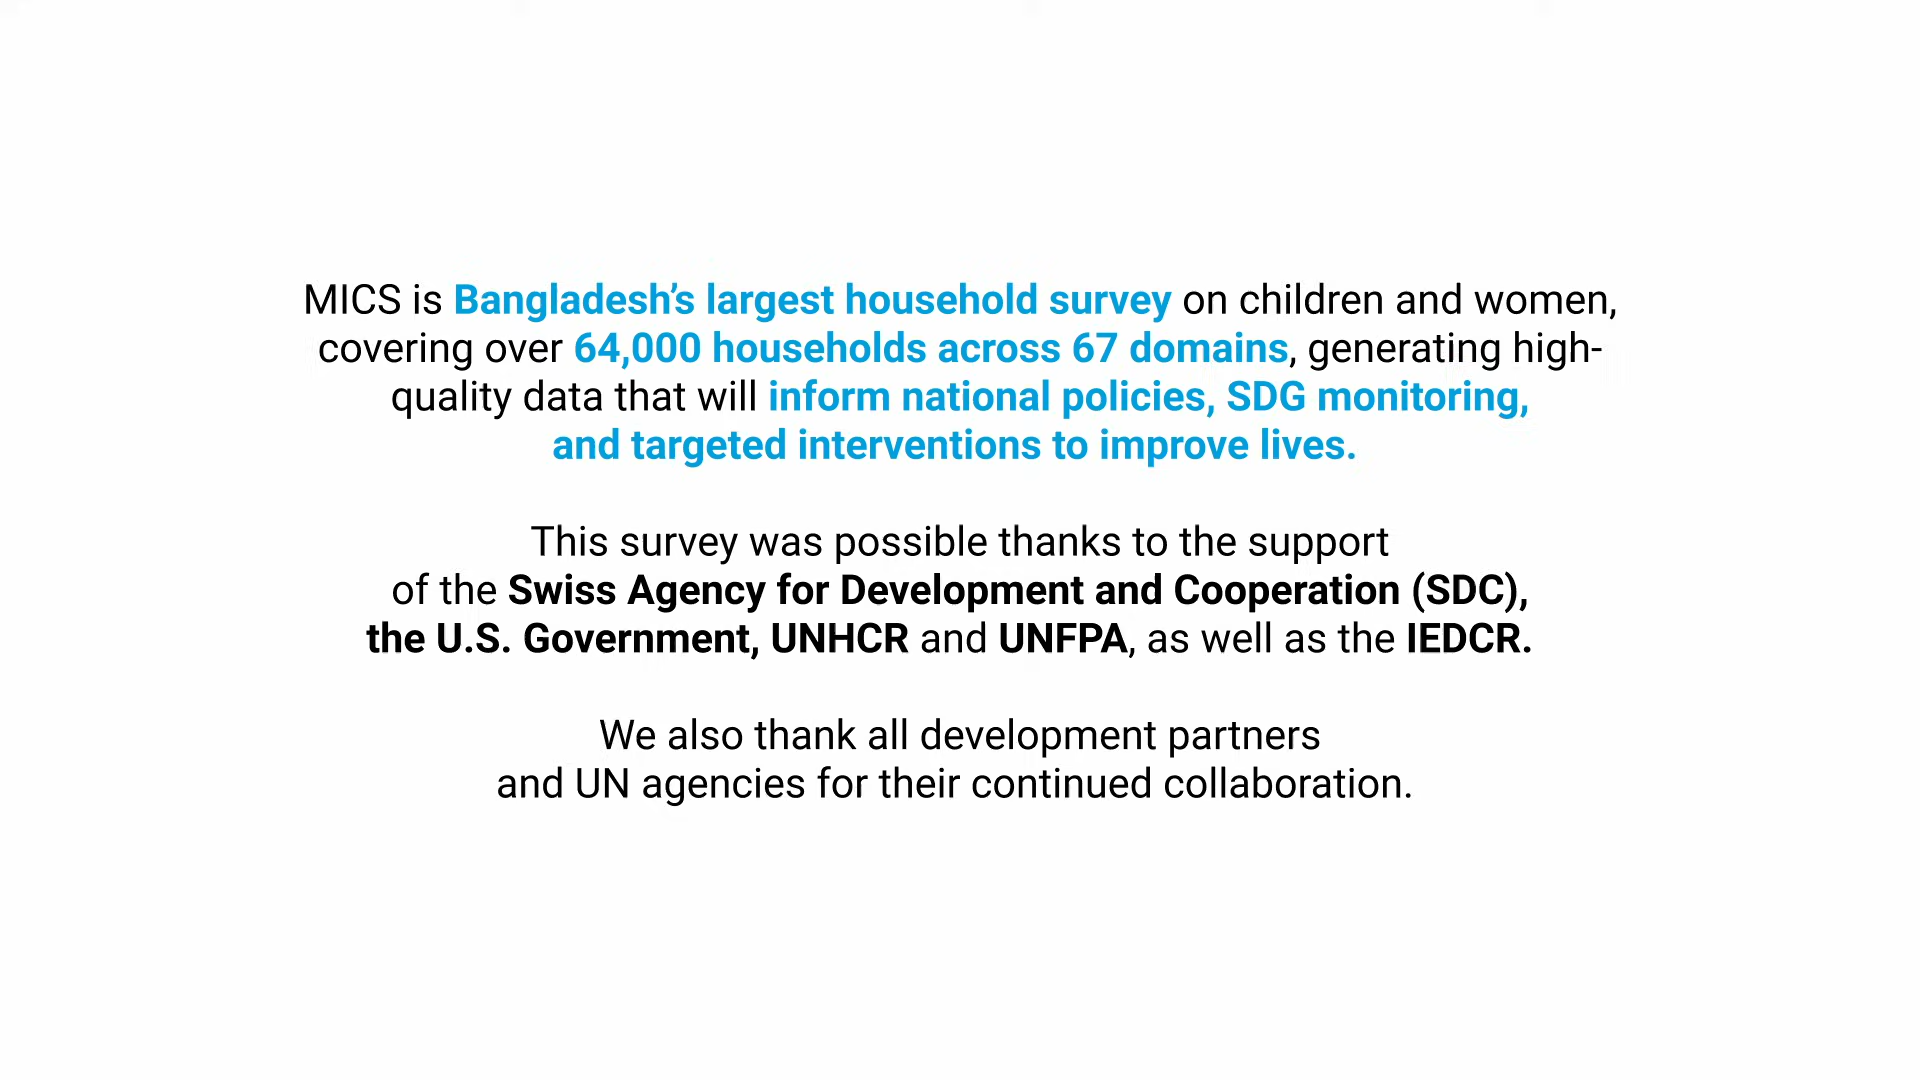 MICS is Bangladesh’s largest household survey on children and women,
covering over 64,000 households across 67 domains, generating high-
quality data that will inform national policies, SDG monitoring,
and targeted interventions to improve lives.
This survey was possible thanks to the support
of the Swiss Agency for Development and Cooperation (SDC),
the U.S. Government, UNHCR and UNFPA, as well as the IEDCR.
We also thank all development partners
and UN agencies for their continued collaboration.